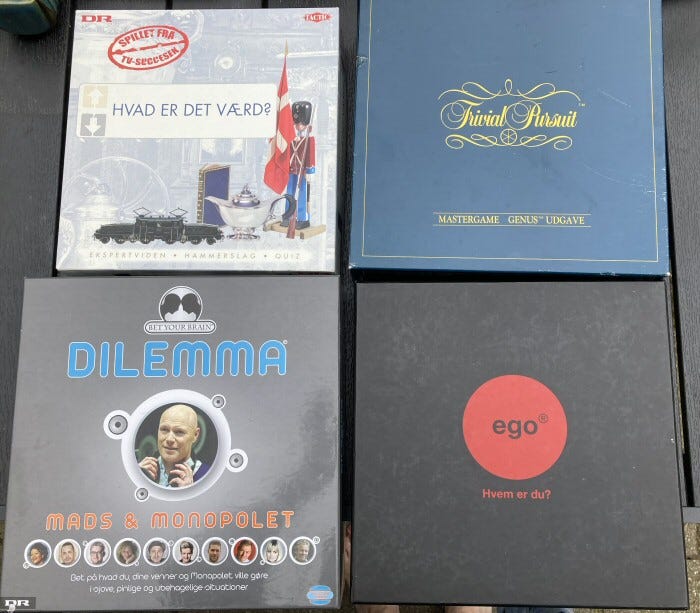 DR
TACTIC
SPILLET FRA
TV-SUCCESEN
HVAD ER DET VÆRD?
EKSPERTVIDEN • HAMMERSLAG • QUIZ
Trivial Pursuit™
MASTERGAME GENUS™ UDGAVE
BET YOUR BRAIN
DILEMMA
MADS & MONOPOLET
Bet på hvad du, dine venner og Monopolet ville gøre
i sjove, pinlige og ubehagelige situationer
DR
ego©
Hvem er du?